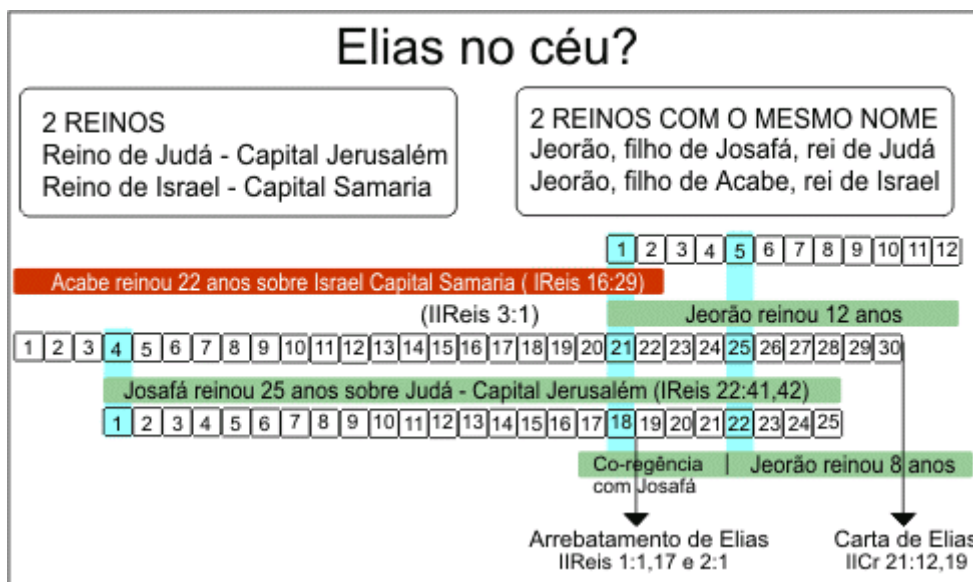 Elias no céu?
2 REINOS
Reino de Judá - Capital Jerusalém
Reino de Israel - Capital Samaria
2 REINOS COM O MESMO NOME
Jeorão, filho de Josafá, rei de Judá
Jeorão, filho de Acabe, rei de Israel
1 2 3 4 5 6 7 8 9 10 11 12
Acabe reinou 22 anos sobre Israel Capital Samaria ( IReis 16:29)
(IIReis 3:1)
Jeorão reinou 12 anos
1 2 3 4 5 6 7 8 9 10 11 12 13 14 15 16 17 18 19 20 21 22 23 24 25 26 27 28 29 30
Josafá reinou 25 anos sobre Judá - Capital Jerusalém (IReis 22:41,42)
1 2 3 4 5 6 7 8 9 10 11 12 13 14 15 16 17 18 19 20 21 22 23 24 25
Co-regência
com Josafá
| Jeorão reinou 8 anos
Arrebatamento de Elias
IIReis 1:1,17 e 2:1
Carta de Elias
IICr 21:12,19